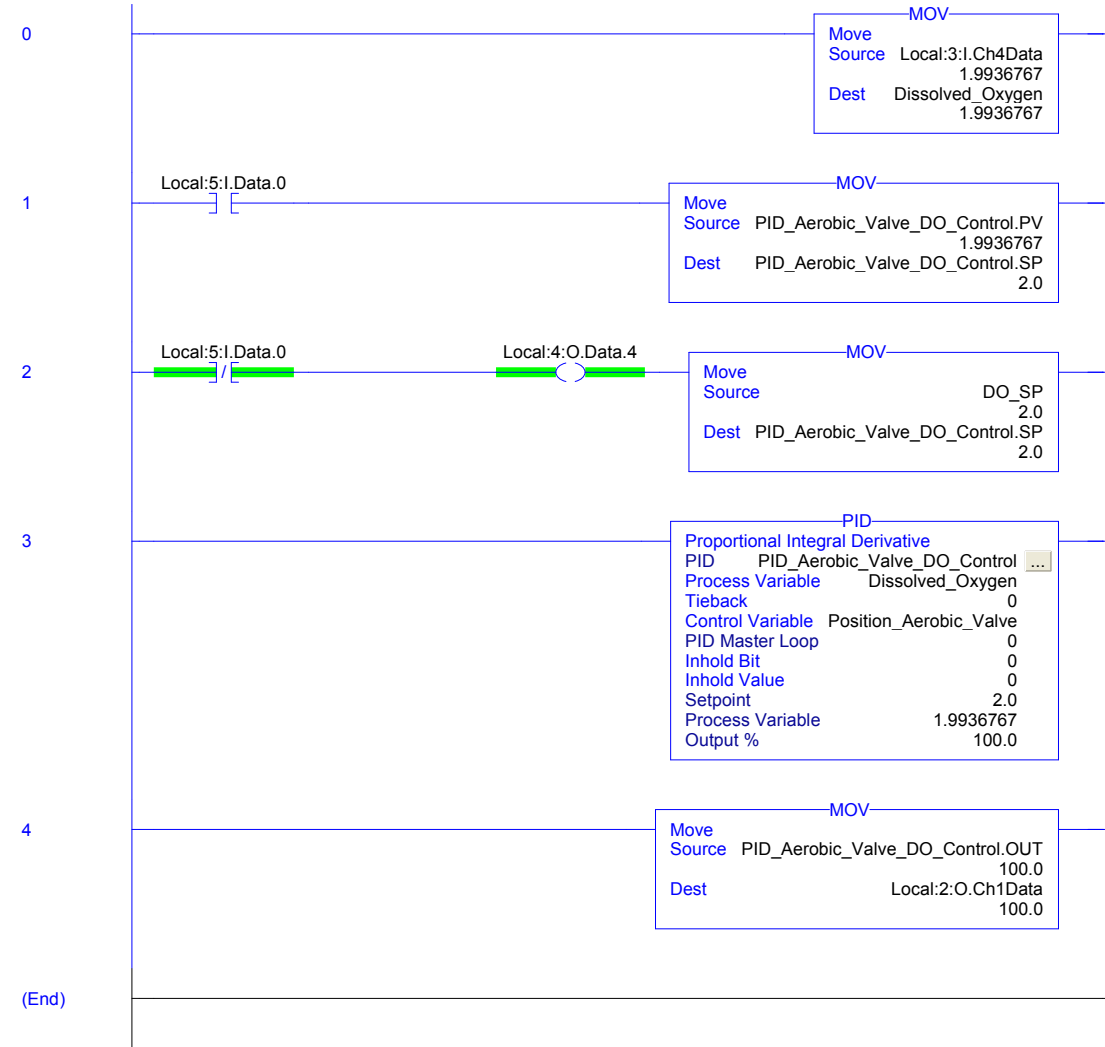 0
MOV
Move
Source Local:3:I.Ch4Data
1.9936767
Dest Dissolved_Oxygen
1.9936767
Local:5:I.Data.0
1
MOV
Move
Source PID_Aerobic_Valve_DO_Control.PV
1.9936767
Dest PID_Aerobic_Valve_DO_Control.SP
2.0
Local:5:I.Data.0 Local:4:O.Data.4
2
/
MOV
Move
Source DO_SP
2.0
Dest PID_Aerobic_Valve_DO_Control.SP
2.0
3
PID
Proportional Integral Derivative
PID PID_Aerobic_Valve_DO_Control ...
Process Variable Dissolved_Oxygen
Tieback 0
Control Variable Position_Aerobic_Valve
PID Master Loop 0
Inhold Bit 0
Inhold Value 0
Setpoint 2.0
Process Variable 1.9936767
Output % 100.0
4
MOV
Move
Source PID_Aerobic_Valve_DO_Control.OUT
100.0
Dest Local:2:O.Ch1Data
100.0
(End)